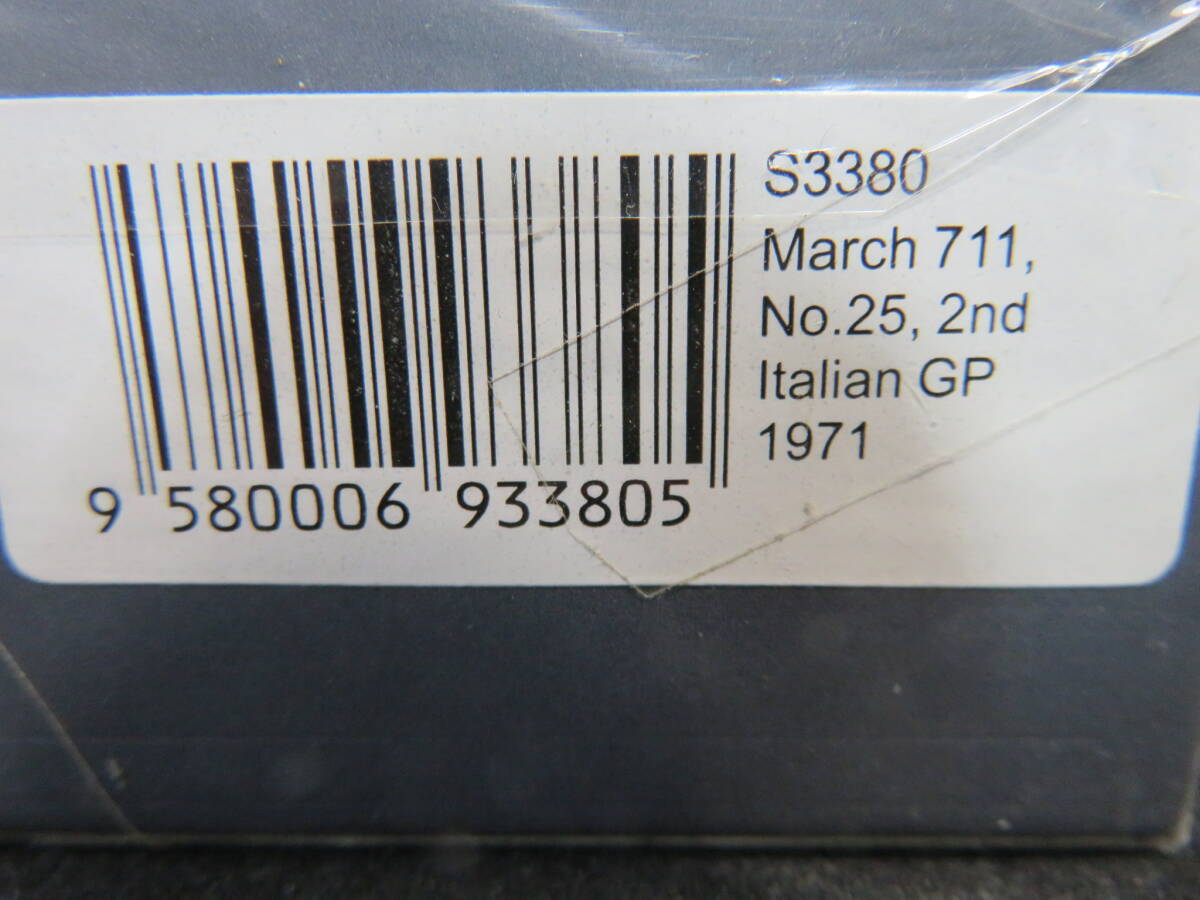 S3380
March 711,
No.25, 2nd
Italian GP
1971
9 580006 933805